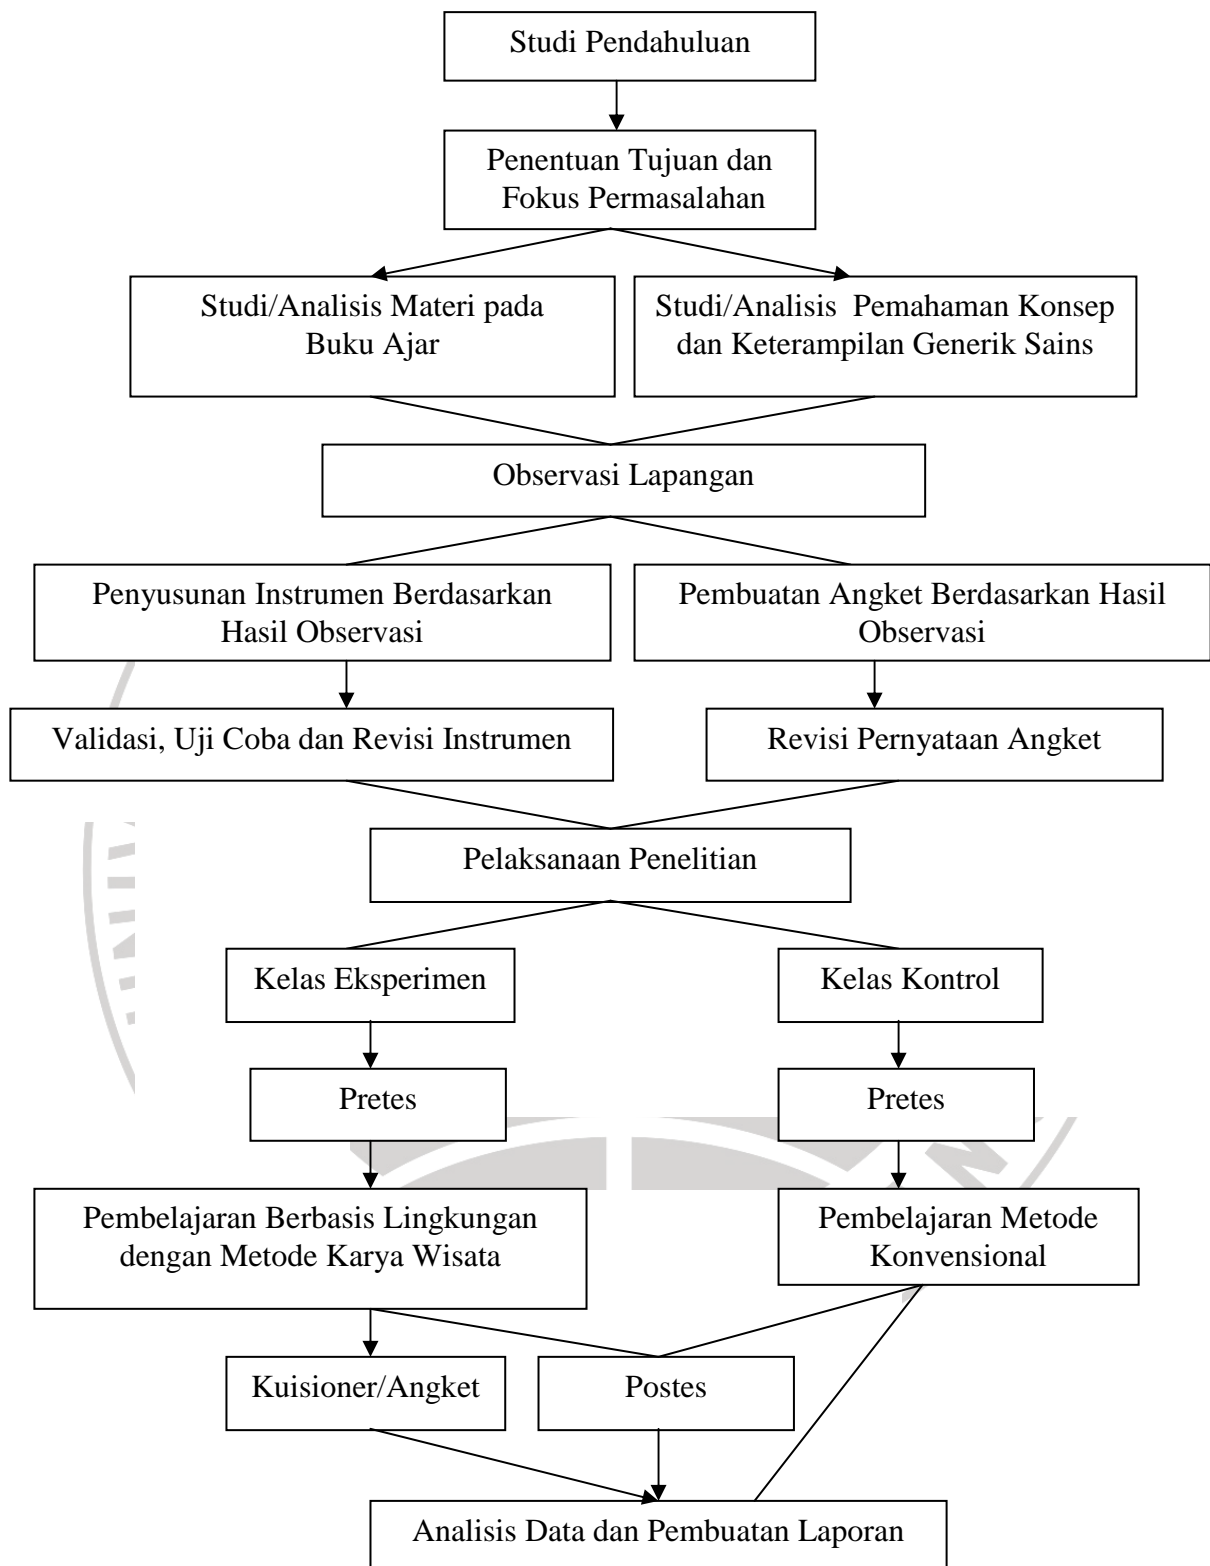 Studi Pendahuluan
Penentuan Tujuan dan
Fokus Permasalahan
Studi/Analisis Materi pada
Buku Ajar
Studi/Analisis Pemahaman Konsep
dan Keterampilan Generik Sains
Observasi Lapangan
Penyusunan Instrumen Berdasarkan
Hasil Observasi
Pembuatan Angket Berdasarkan Hasil
Observasi
Validasi, Uji Coba dan Revisi Instrumen
Revisi Pernyataan Angket
Pelaksanaan Penelitian
Kelas Eksperimen
Kelas Kontrol
Pretes
Pretes
Pembelajaran Berbasis Lingkungan
dengan Metode Karya Wisata
Pembelajaran Metode
Konvensional
Kuisioner/Angket
Postes
Analisis Data dan Pembuatan Laporan